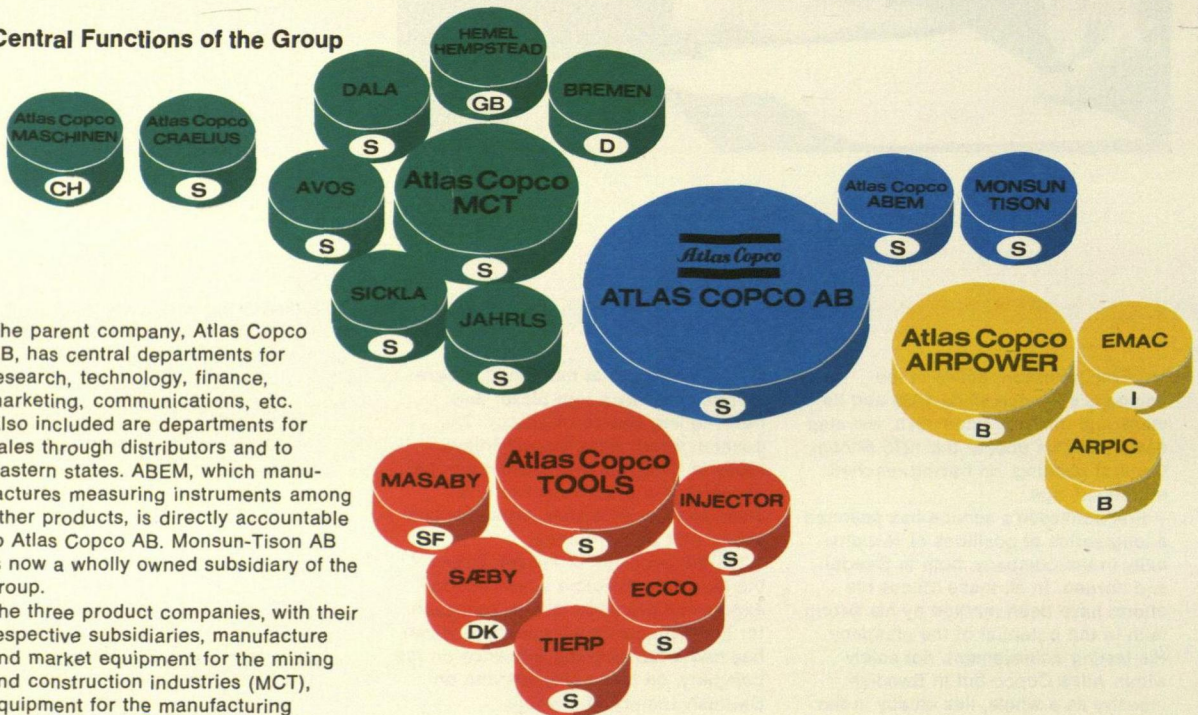 Central Functions of the Group
HEMEL
HEMPSTEAD
GB
DALA
S
BREMEN
D
Atlas Copco
MASCHINEN
CH
Atlas Copco
CRAELIUS
S
AVOS
S
Atlas Copco
MCT
S
SICKLA
S
JAHRLS
S
Atlas Copco
ATLAS COPCO AB
S
Atlas Copco
ABEM
S
MONSUN
TISON
S
Atlas Copco
AIRPOWER
B
EMAC
I
ARPIC
B
MASABY
SF
Atlas Copco
TOOLS
S
INJECTOR
S
SÆBY
DK
ECCO
S
TIERP
S
he parent company, Atlas Copco
B, has central departments for
esearch, technology, finance,
arketing, communications, etc.
lso included are departments for
ales through distributors and to
astern states. ABEM, which manu-
actures measuring instruments among
ther products, is directly accountable
o Atlas Copco AB. Monsun-Tison AB
s now a wholly owned subsidiary of the
roup.
he three product companies, with their
espective subsidiaries, manufacture
nd market equipment for the mining
nd construction industries (MCT),
quipment for the manufacturing